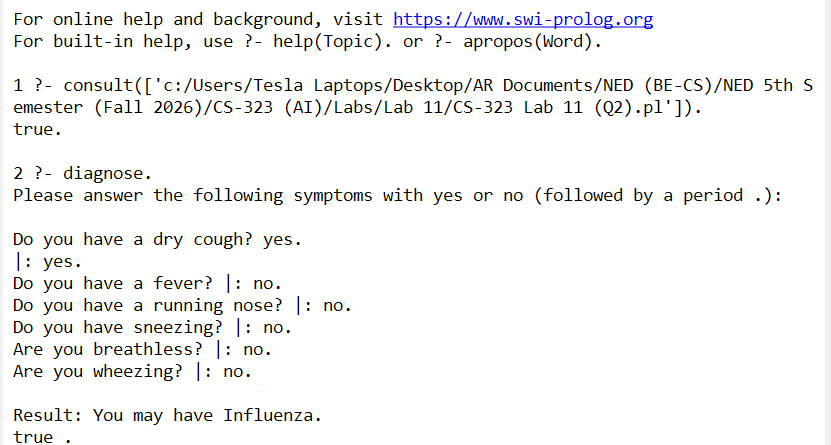 For online help and background, visit https://www.swi-prolog.org
For built-in help, use ?- help(Topic). or ?- apropos(Word).
1 ?- consult(['c:/Users/Tesla Laptops/Desktop/AR Documents/NED (BE-CS)/NED 5th S
emester (Fall 2026)/CS-323 (AI)/Labs/Lab 11/CS-323 Lab 11 (Q2).pl']).
true.
2 ?- diagnose.
Please answer the following symptoms with yes or no (followed by a period .):
Do you have a dry cough? yes.
|: yes.
Do you have a fever? |: no.
Do you have a running nose? |: no.
Do you have sneezing? |: no.
Are you breathless? |: no.
Are you wheezing? |: no.
Result: You may have Influenza.
true .